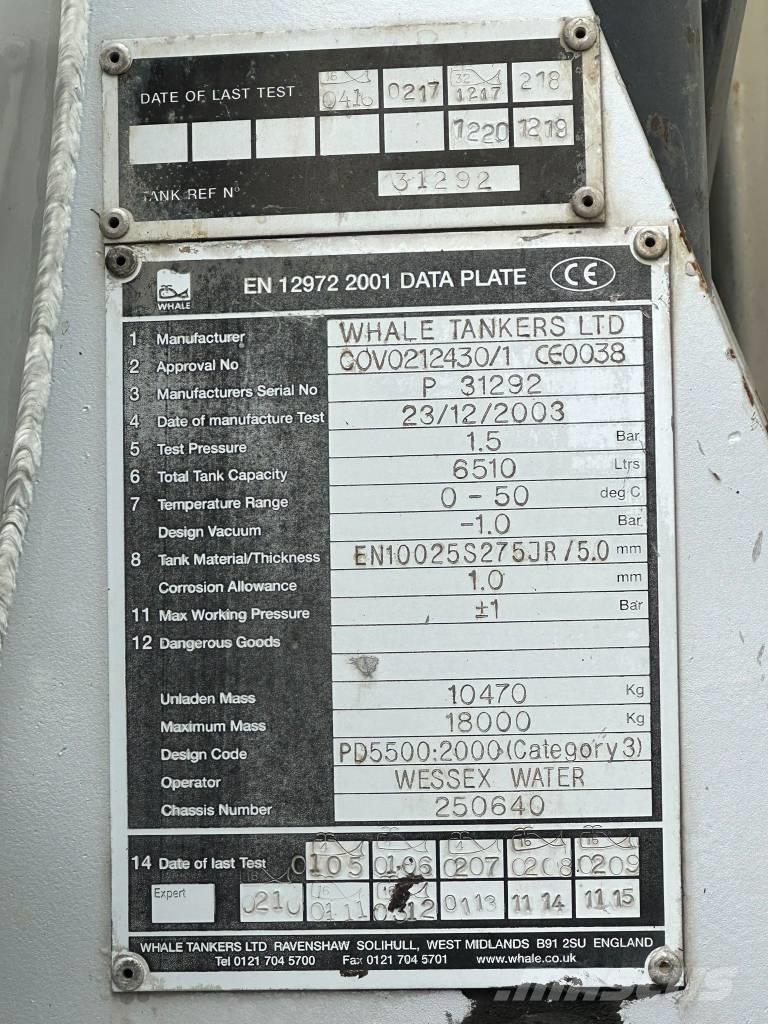 DATE OF LAST TEST 0416 0217 1217 218
1220 1219
TANK REF Nº 31292
WHALE
EN 12972 2001 DATA PLATE CE
1 Manufacturer WHALE TANKERS LTD
2 Approval No COV0212430/1 CE0038
3 Manufacturers Serial No P 31292
4 Date of manufacture Test 23/12/2003
5 Test Pressure 1.5 Bar
6 Total Tank Capacity 6510 Ltrs
7 Temperature Range 0 - 50 deg C
Design Vacuum -1.0 Bar
8 Tank Material/Thickness EN10025S275JR/5.0 mm
Corrosion Allowance 1.0 mm
11 Max Working Pressure ±1 Bar
12 Dangerous Goods
Unladen Mass 10470 Kg
Maximum Mass 18000 Kg
Design Code PD5500:2000(Category 3)
Operator WESSEX WATER
Chassis Number 250640
14 Date of last Test 0105 01-06 0207 0208 0209
Expert 0210 0111 0312 0113 11 14 11 15
WHALE TANKERS LTD RAVENSHAW SOLIHULL, WEST MIDLANDS B91 2SU ENGLAND
Tel 0121 704 5700 Fax 0121 704 5701 www.whale.co.uk
MASCUS